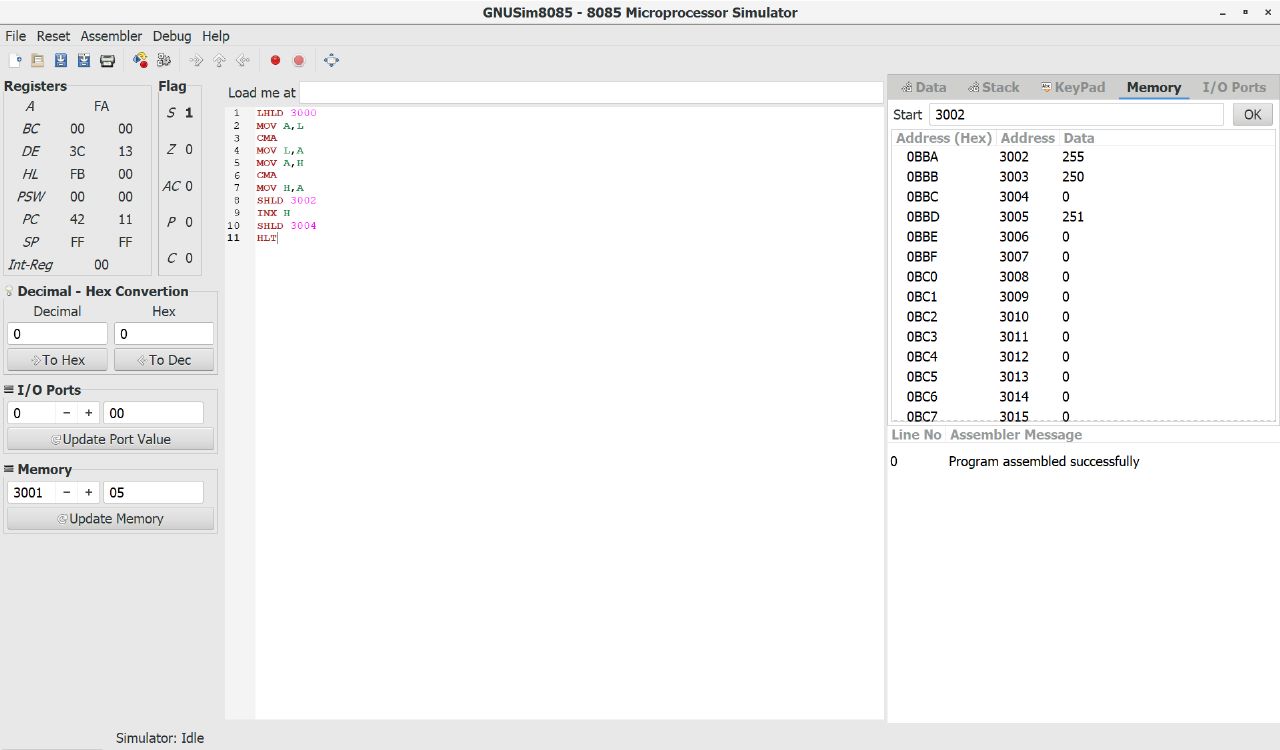 GNUSim8085 - 8085 Microprocessor Simulator
File Reset Assembler Debug Help
Registers
A FA
BC 00 00
DE 3C 13
HL FB 00
PSW 00 00
PC 42 11
SP FF FF
Int-Reg 00
Flag
S 1
Z 0
AC 0
P 0
C 0
Decimal - Hex Convertion
Decimal Hex
0 0
To Hex To Dec
I/O Ports
0 − + 00
Update Port Value
Memory
3001 − + 05
Update Memory
Load me at
1 LHLD 3000
2 MOV A,L
3 CMA
4 MOV L,A
5 MOV A,H
6 CMA
7 MOV H,A
8 SHLD 3002
9 INX H
10 SHLD 3004
11 HLT
Data Stack KeyPad Memory I/O Ports
Start 3002 OK
Address (Hex) Address Data
0BBA 3002 255
0BBB 3003 250
0BBC 3004 0
0BBD 3005 251
0BBE 3006 0
0BBF 3007 0
0BC0 3008 0
0BC1 3009 0
0BC2 3010 0
0BC3 3011 0
0BC4 3012 0
0BC5 3013 0
0BC6 3014 0
0BC7 3015 0
Line No Assembler Message
0 Program assembled successfully
Simulator: Idle